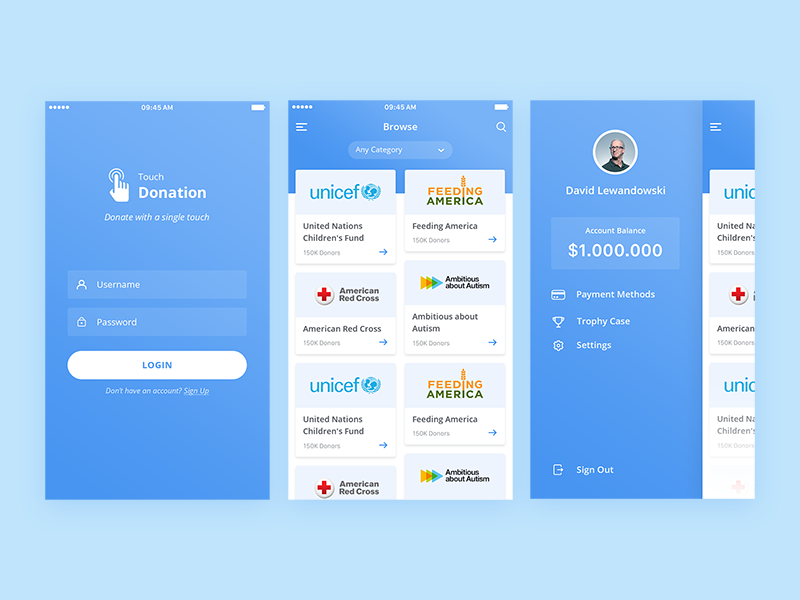 09:45 AM
Touch
Donation
Donate with a single touch
Username
Password
LOGIN
Don't have an account? Sign Up
09:45 AM
Browse
Any Category
unicef
United Nations
Children's Fund
150K Donors
FEEDING
AMERICA
Feeding America
150K Donors
American
Red Cross
American Red Cross
150K Donors
Ambitious
about Autism
Ambitious about
Autism
150K Donors
unicef
United Nations
Children's Fund
150K Donors
FEEDING
AMERICA
Feeding America
150K Donors
American
Red Cross
Ambitious
about Autism
David Lewandowski
Account Balance
$1.000.000
Payment Methods
Trophy Case
Settings
Sign Out
unic
United Na
Children's
150K Donors
American
150K Donors
unic
United Na
Children's
150K Donors